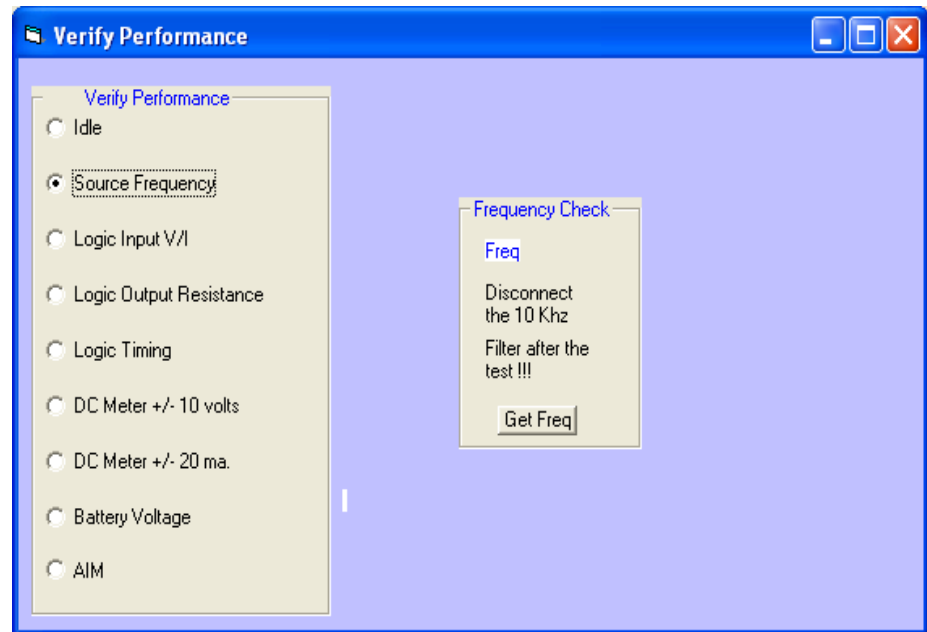 Verify Performance
Verify Performance
Idle
Source Frequency
Logic Input V/I
Logic Output Resistance
Logic Timing
DC Meter +/- 10 volts
DC Meter +/- 20 ma.
Battery Voltage
AIM
Frequency Check
Freq
Disconnect
the 10 Khz
Filter after the
test !!!
Get Freq